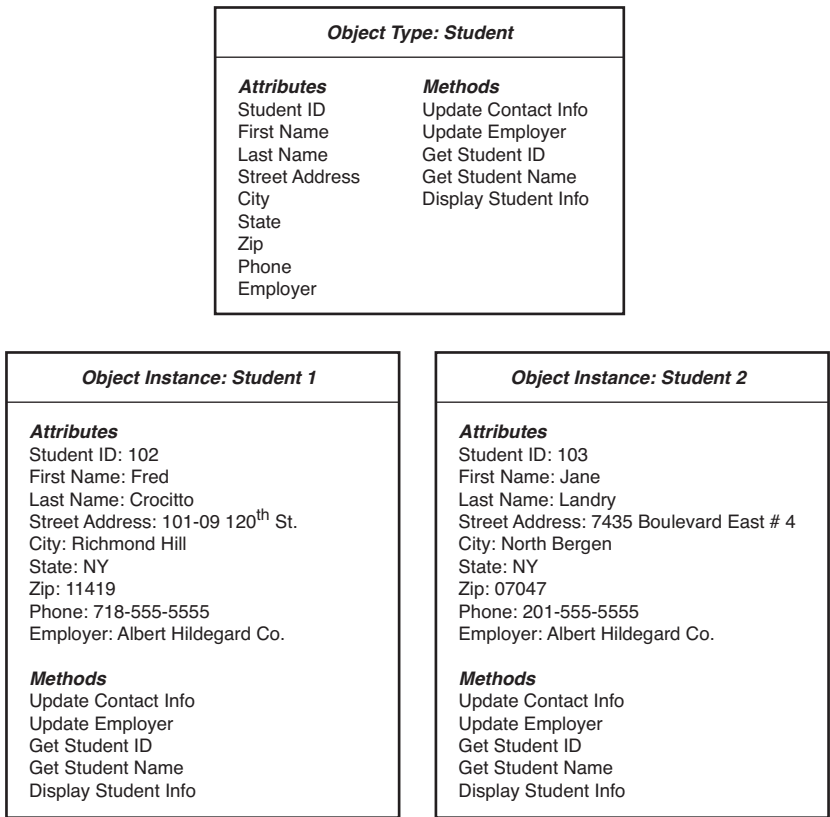 Object Type: Student
Attributes
Student ID
First Name
Last Name
Street Address
City
State
Zip
Phone
Employer
Methods
Update Contact Info
Update Employer
Get Student ID
Get Student Name
Display Student Info
Object Instance: Student 1
Attributes
Student ID: 102
First Name: Fred
Last Name: Crocitto
Street Address: 101-09 120th St.
City: Richmond Hill
State: NY
Zip: 11419
Phone: 718-555-5555
Employer: Albert Hildegard Co.
Methods
Update Contact Info
Update Employer
Get Student ID
Get Student Name
Display Student Info
Object Instance: Student 2
Attributes
Student ID: 103
First Name: Jane
Last Name: Landry
Street Address: 7435 Boulevard East # 4
City: North Bergen
State: NY
Zip: 07047
Phone: 201-555-5555
Employer: Albert Hildegard Co.
Methods
Update Contact Info
Update Employer
Get Student ID
Get Student Name
Display Student Info